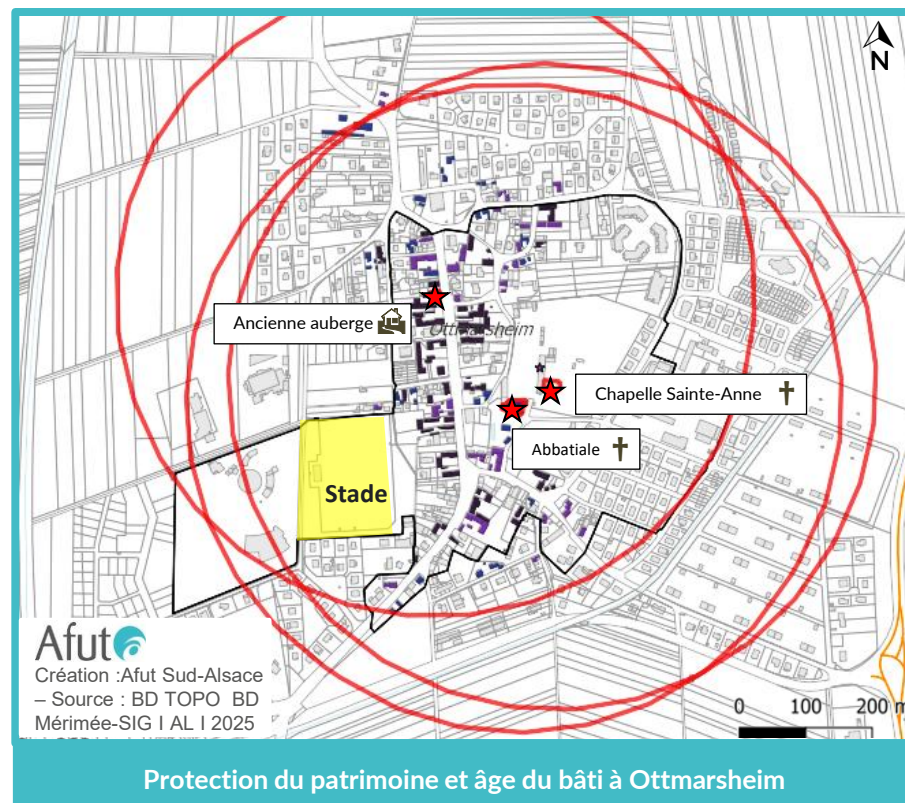 N
Ancienne auberge
Ottmarsheim
Chapelle Sainte-Anne
Abbatiale
Stade
Afut
Création :Afut Sud-Alsace
– Source : BD TOPO BD
Mérimée-SIG I AL I 2025
0 100 200 m
Protection du patrimoine et âge du bâti à Ottmarsheim